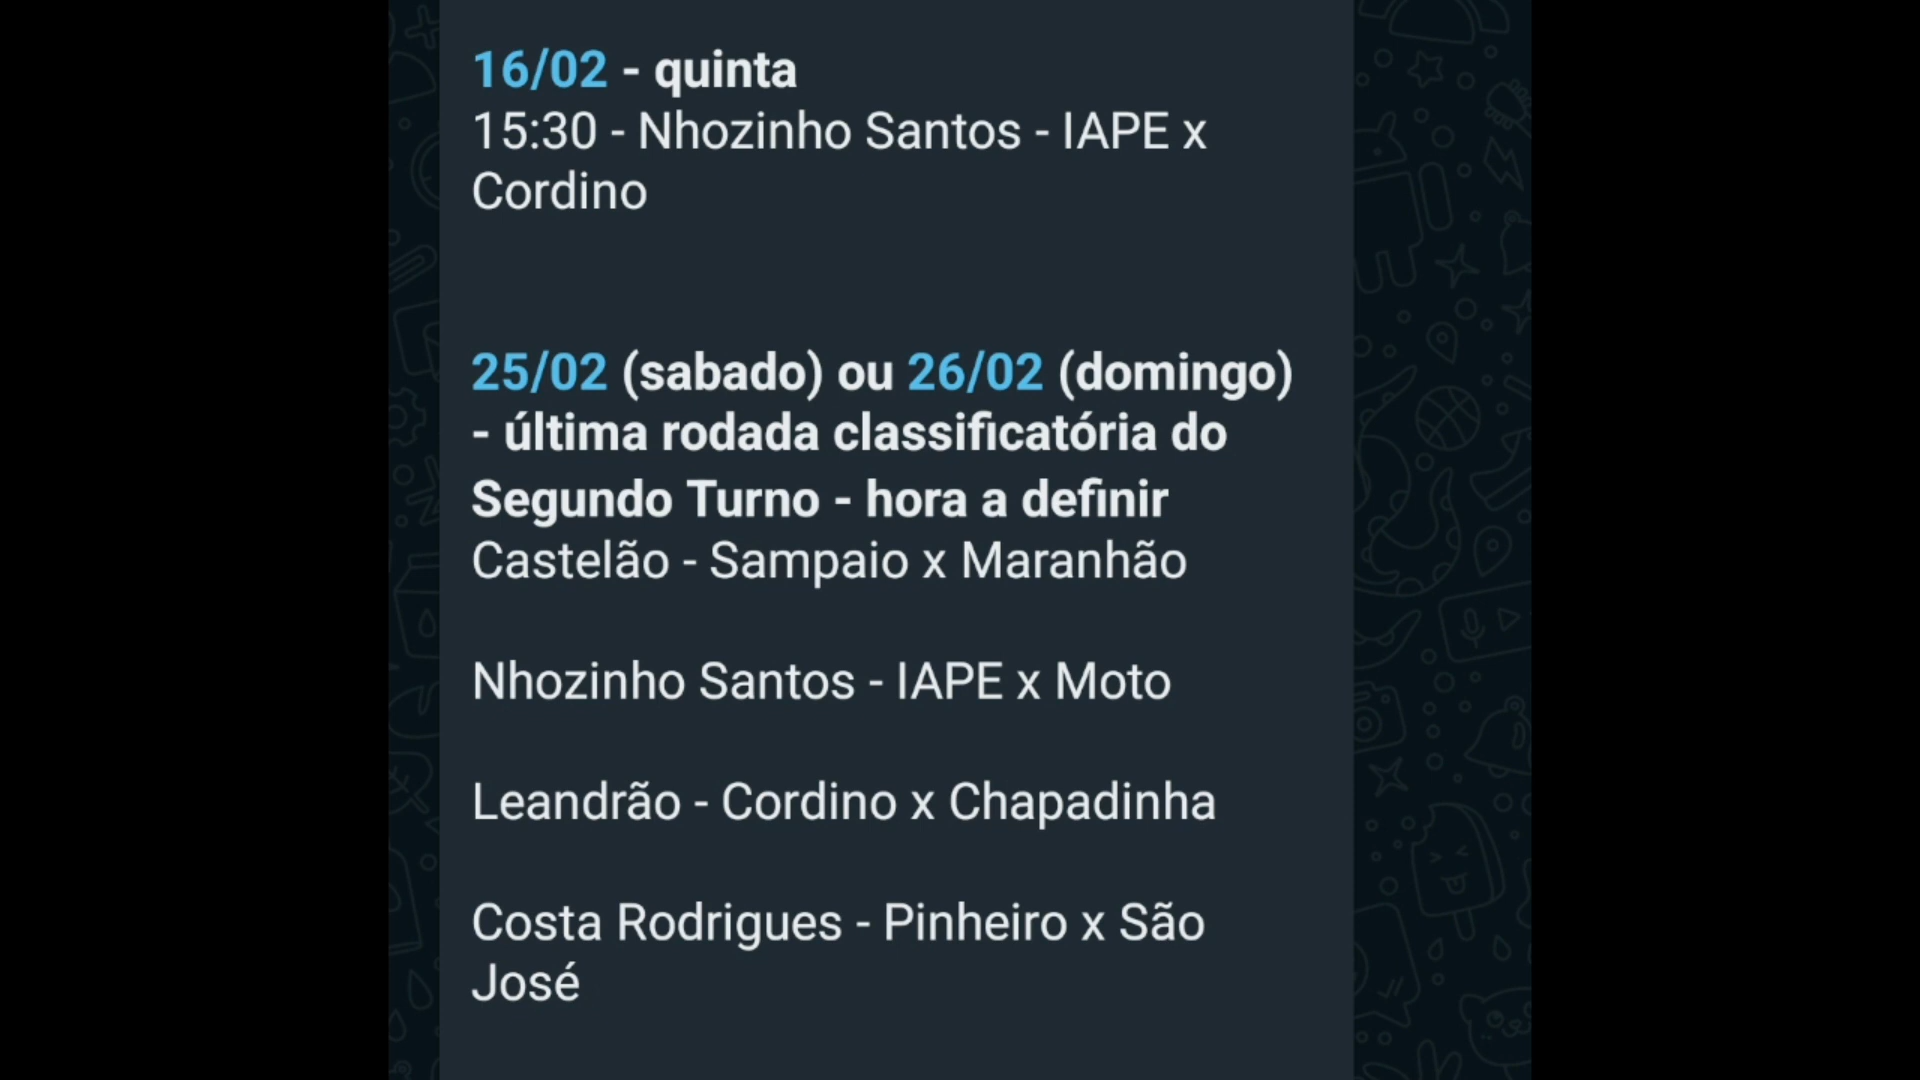 16/02 - quinta
15:30 - Nhozinho Santos - IAPE x
Cordino
25/02 (sabado) ou 26/02 (domingo)
- última rodada classificatória do
Segundo Turno - hora a definir
Castelão - Sampaio x Maranhão
Nhozinho Santos - IAPE x Moto
Leandrão - Cordino x Chapadinha
Costa Rodrigues - Pinheiro x São
José